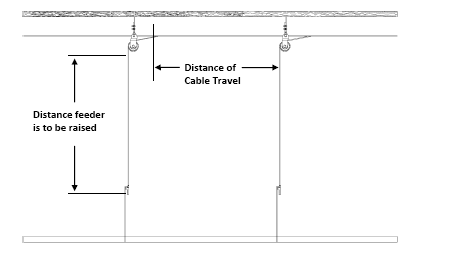 Distance of
Cable Travel
Distance feeder
is to be raised